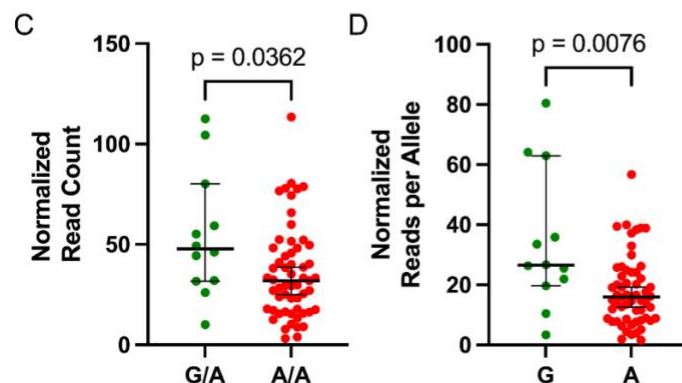 C
150
100
50
0
Normalized
Read Count
p = 0.0362
G/A
A/A
D
100
80
60
40
20
0
Normalized
Reads per Allele
p = 0.0076
G
A